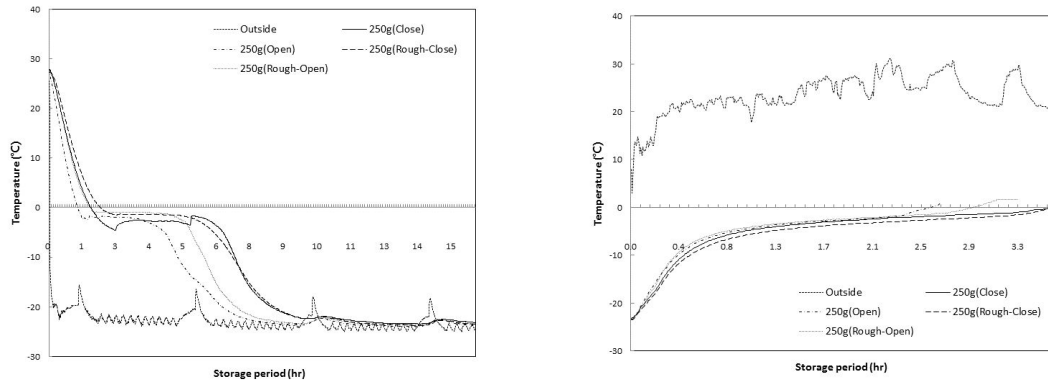 40
30
20
10
0
-10
-20
-30
Temperature (°C)
Outside
250g(Close)
250g(Open)
250g(Rough-Close)
250g(Rough-Open)
0 1 3 4 5 6 8 9 10 11 13 14 15
Storage period (hr)
40
30
20
10
0
-10
-20
-30
Temperature (°C)
0.0 0.4 0.8 1.3 1.7 2.1 2.5 2.9 3.3
Outside
250g(Close)
250g(Open)
250g(Rough-Open)
250g(Rough-Close)
Storage period (hr)